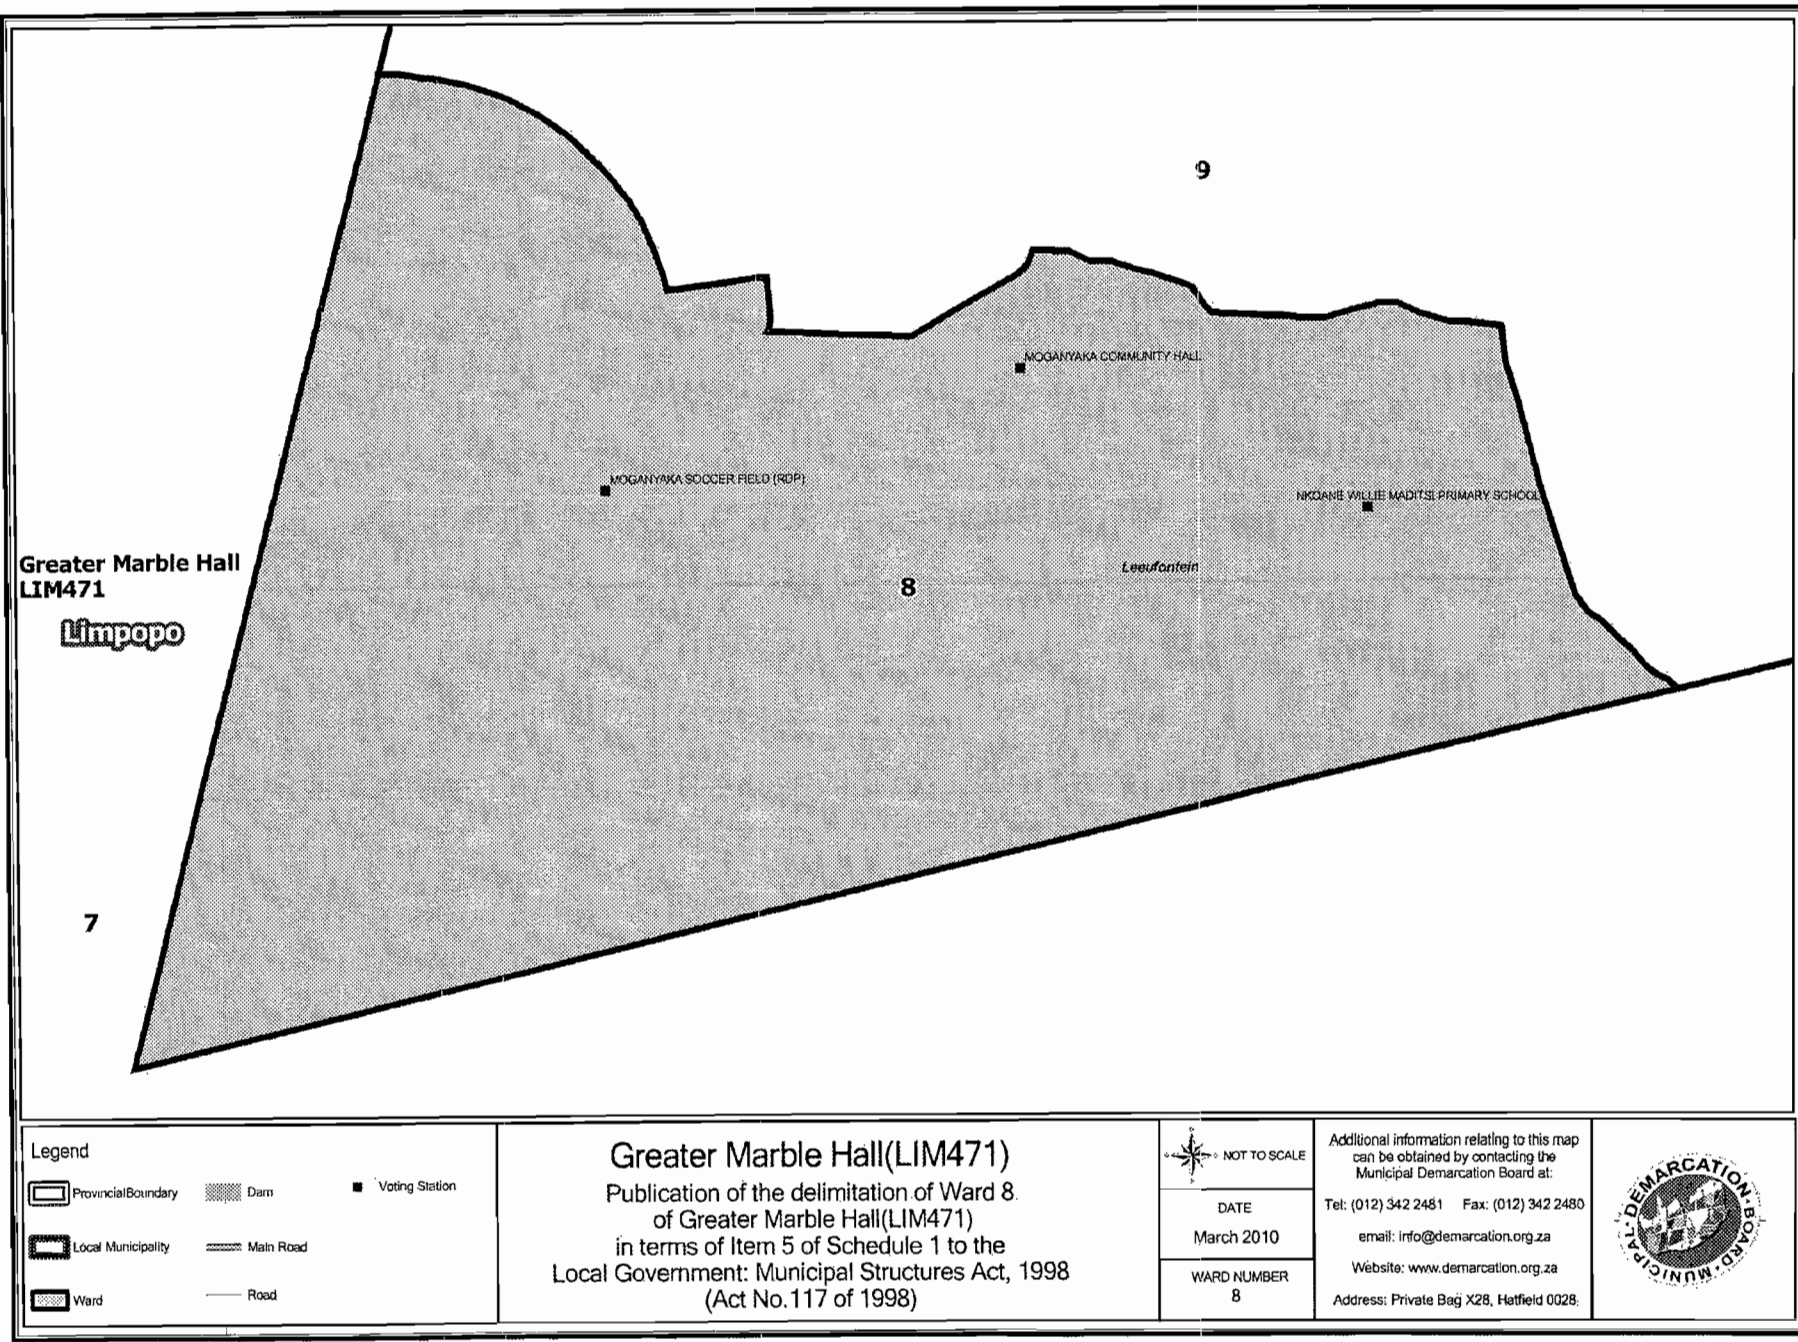 9
MOGANYAKA COMMUNITY HALL
MOGANYAKA SOCCER FIELD (RDP)
NKOANE WILLIE MADITSI PRIMARY SCHOOL
Greater Marble Hall
LIM471
Limpopo
Leeufontein
8
7
Legend
Provincial Boundary
Dam
Voting Station
Local Municipality
Main Road
Ward
Road
Greater Marble Hall(LIM471)
Publication of the delimitation of Ward 8
of Greater Marble Hall(LIM471)
in terms of Item 5 of Schedule 1 to the
Local Government: Municipal Structures Act, 1998
(Act No.117 of 1998)
NOT TO SCALE
DATE
March 2010
WARD NUMBER
8
Additional information relating to this map
can be obtained by contacting the
Municipal Demarcation Board at:
Tel: (012) 342 2481 Fax: (012) 342 2480
email: info@demarcation.org.za
Website: www.demarcation.org.za
Address: Private Bag X28, Hatfield 0028
MUNICIPAL DEMARCATION BOARD